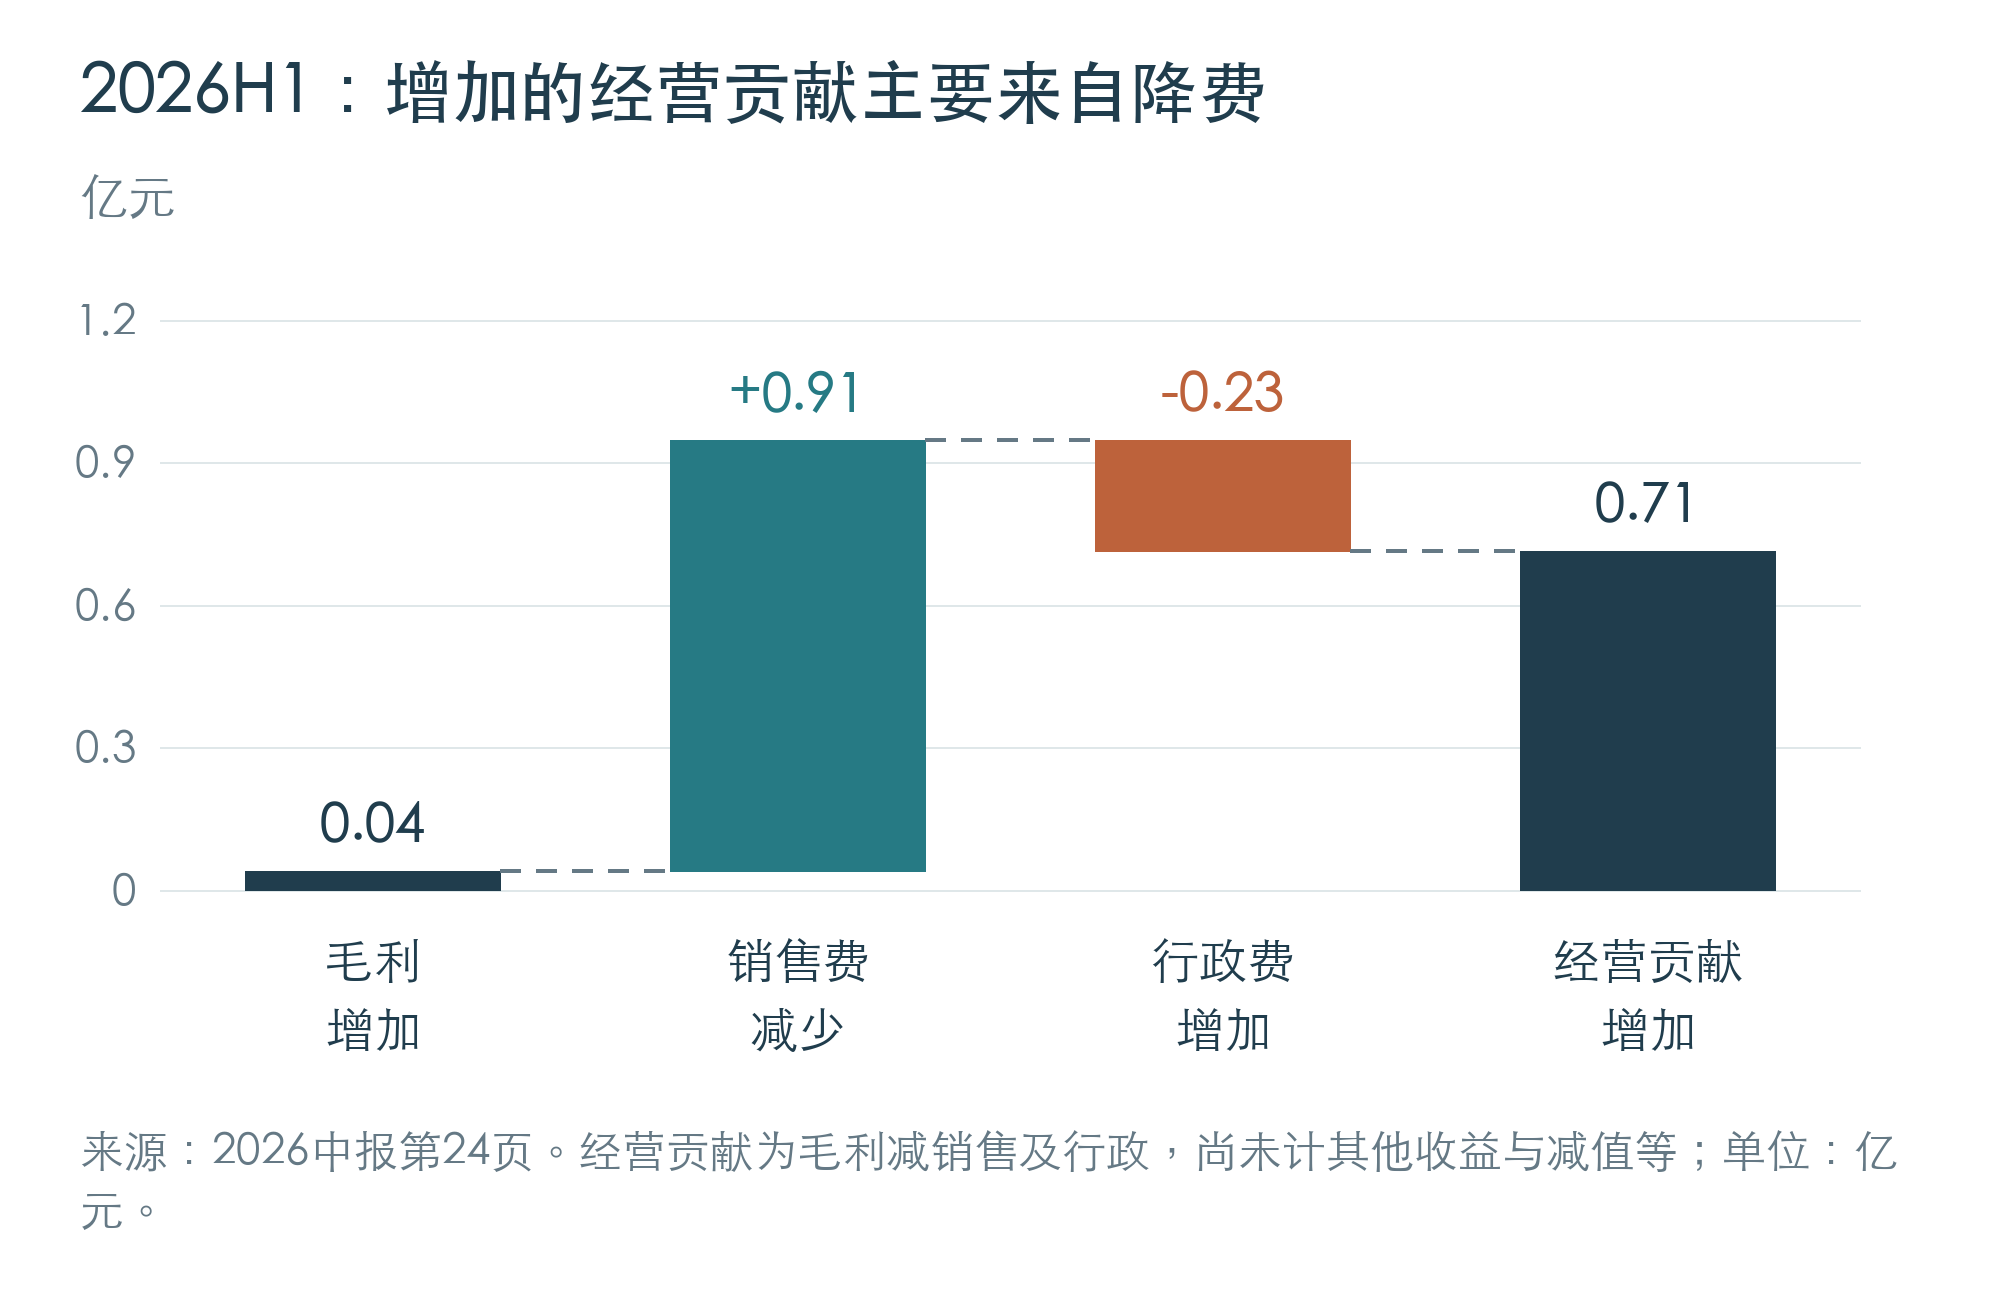 2026H1：增加的经营贡献主要来自降费
亿元
1.2
0.9
0.6
0.3
0
0.04
+0.91
-0.23
0.71
毛利
增加
销售费
减少
行政费
增加
经营贡献
增加
来源：2026中报第24页。经营贡献为毛利减销售及行政，尚未计其他收益与减值等；单位：亿
元。